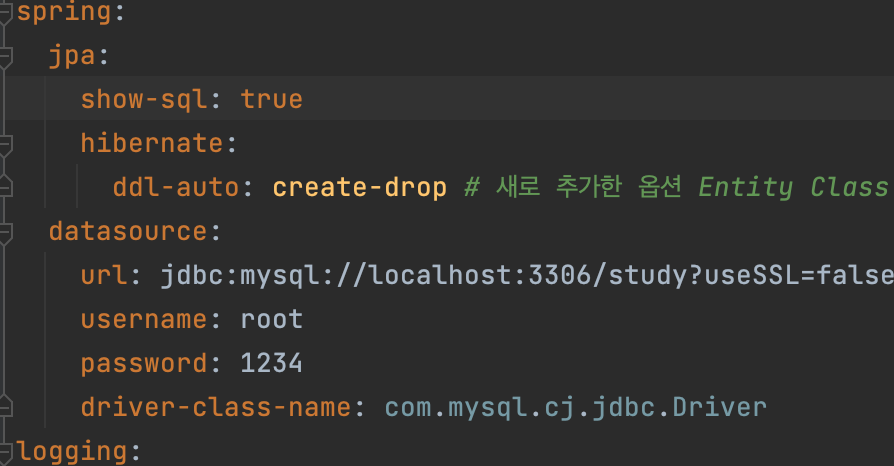 spring:
jpa:
show-sql: true
hibernate:
ddl-auto: create-drop # 새로 추가한 옵션 Entity Class
datasource:
url: jdbc:mysql://localhost:3306/study?useSSL=false
username: root
password: 1234
driver-class-name: com.mysql.cj.jdbc.Driver
logging: